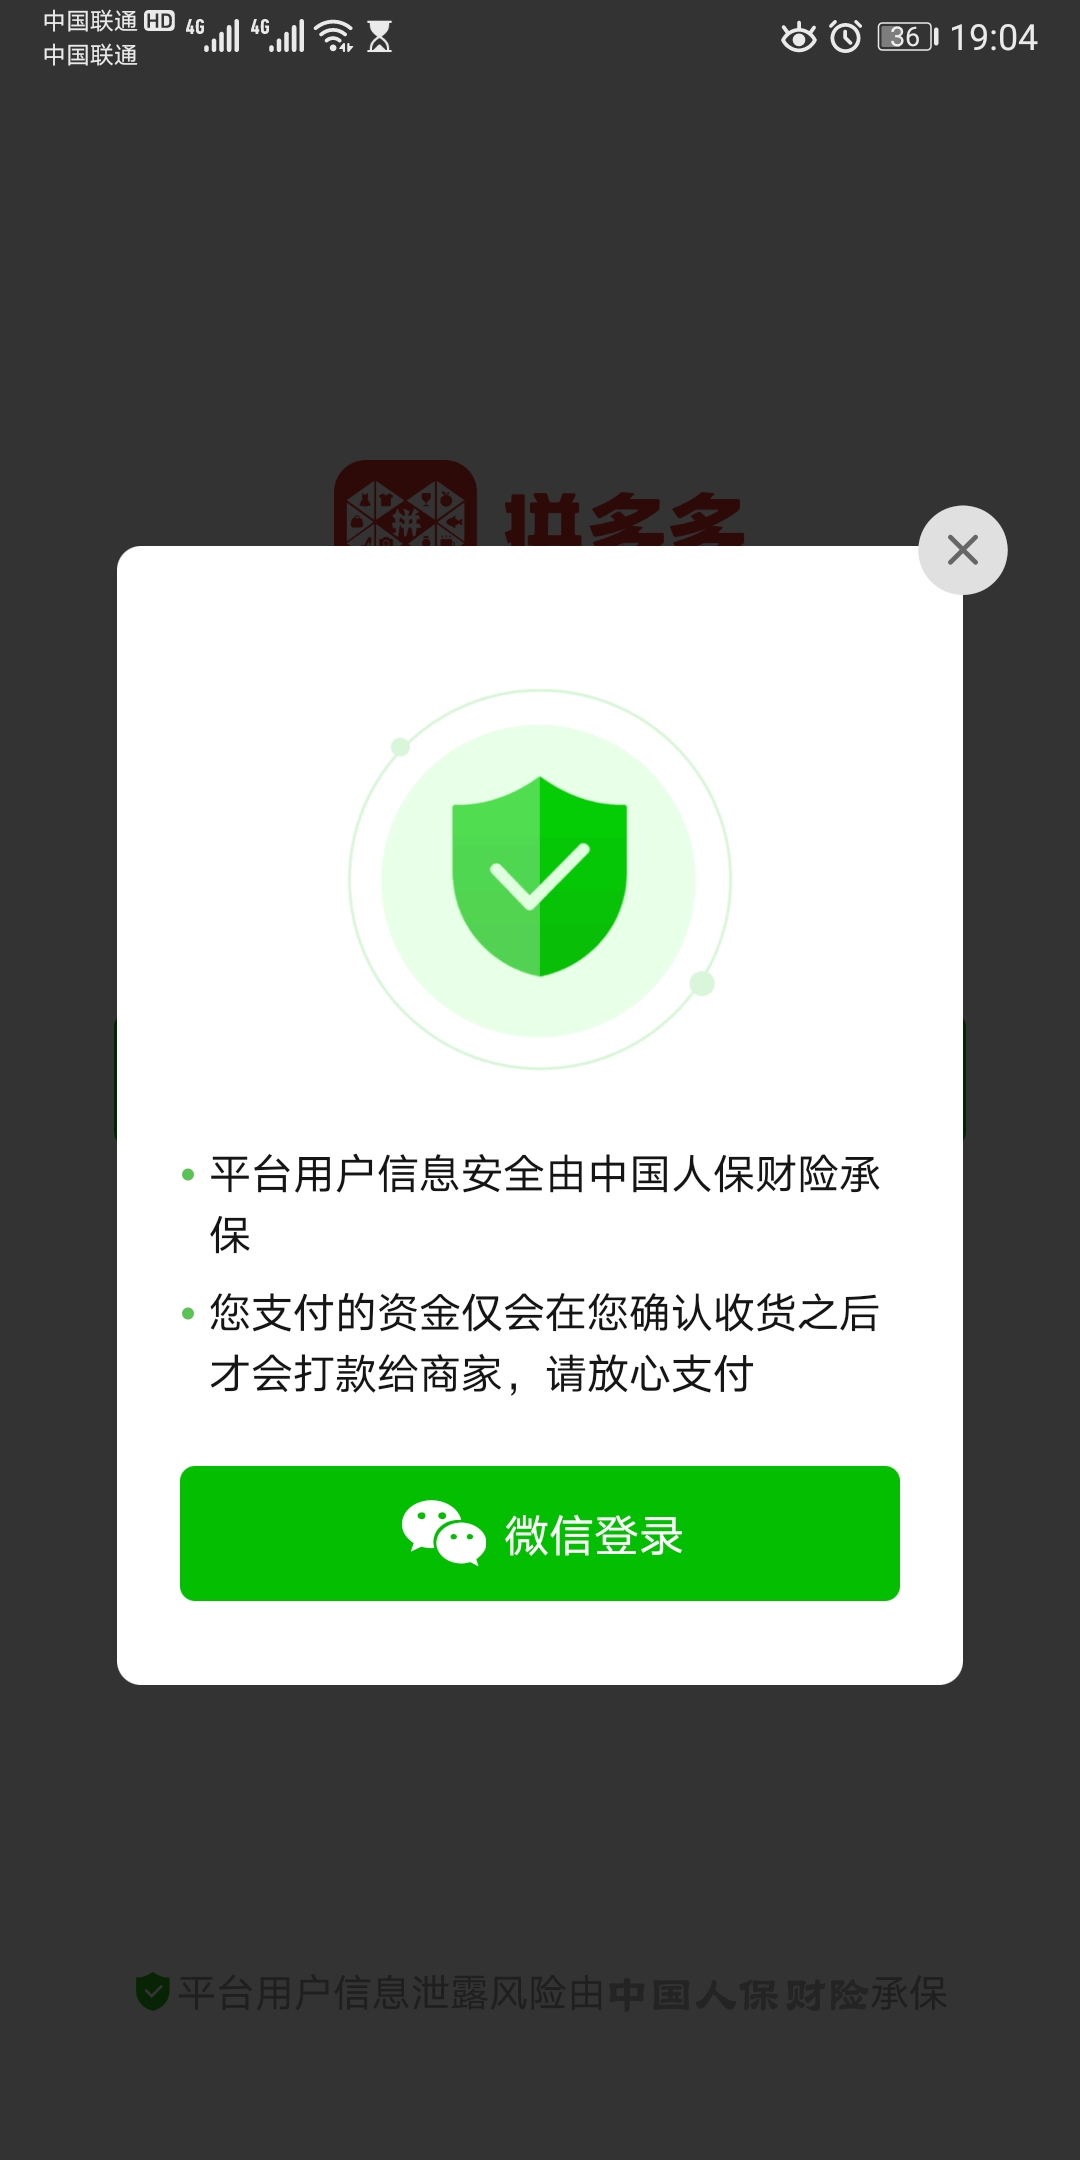 中国联通 HD 4G 4G 36 19:04
中国联通
拼
拼多多
平台用户信息安全由中国人保财险承
保
您支付的资金仅会在您确认收货之后
才会打款给商家，请放心支付
微信登录
平台用户信息泄露风险由中国人保财险承保